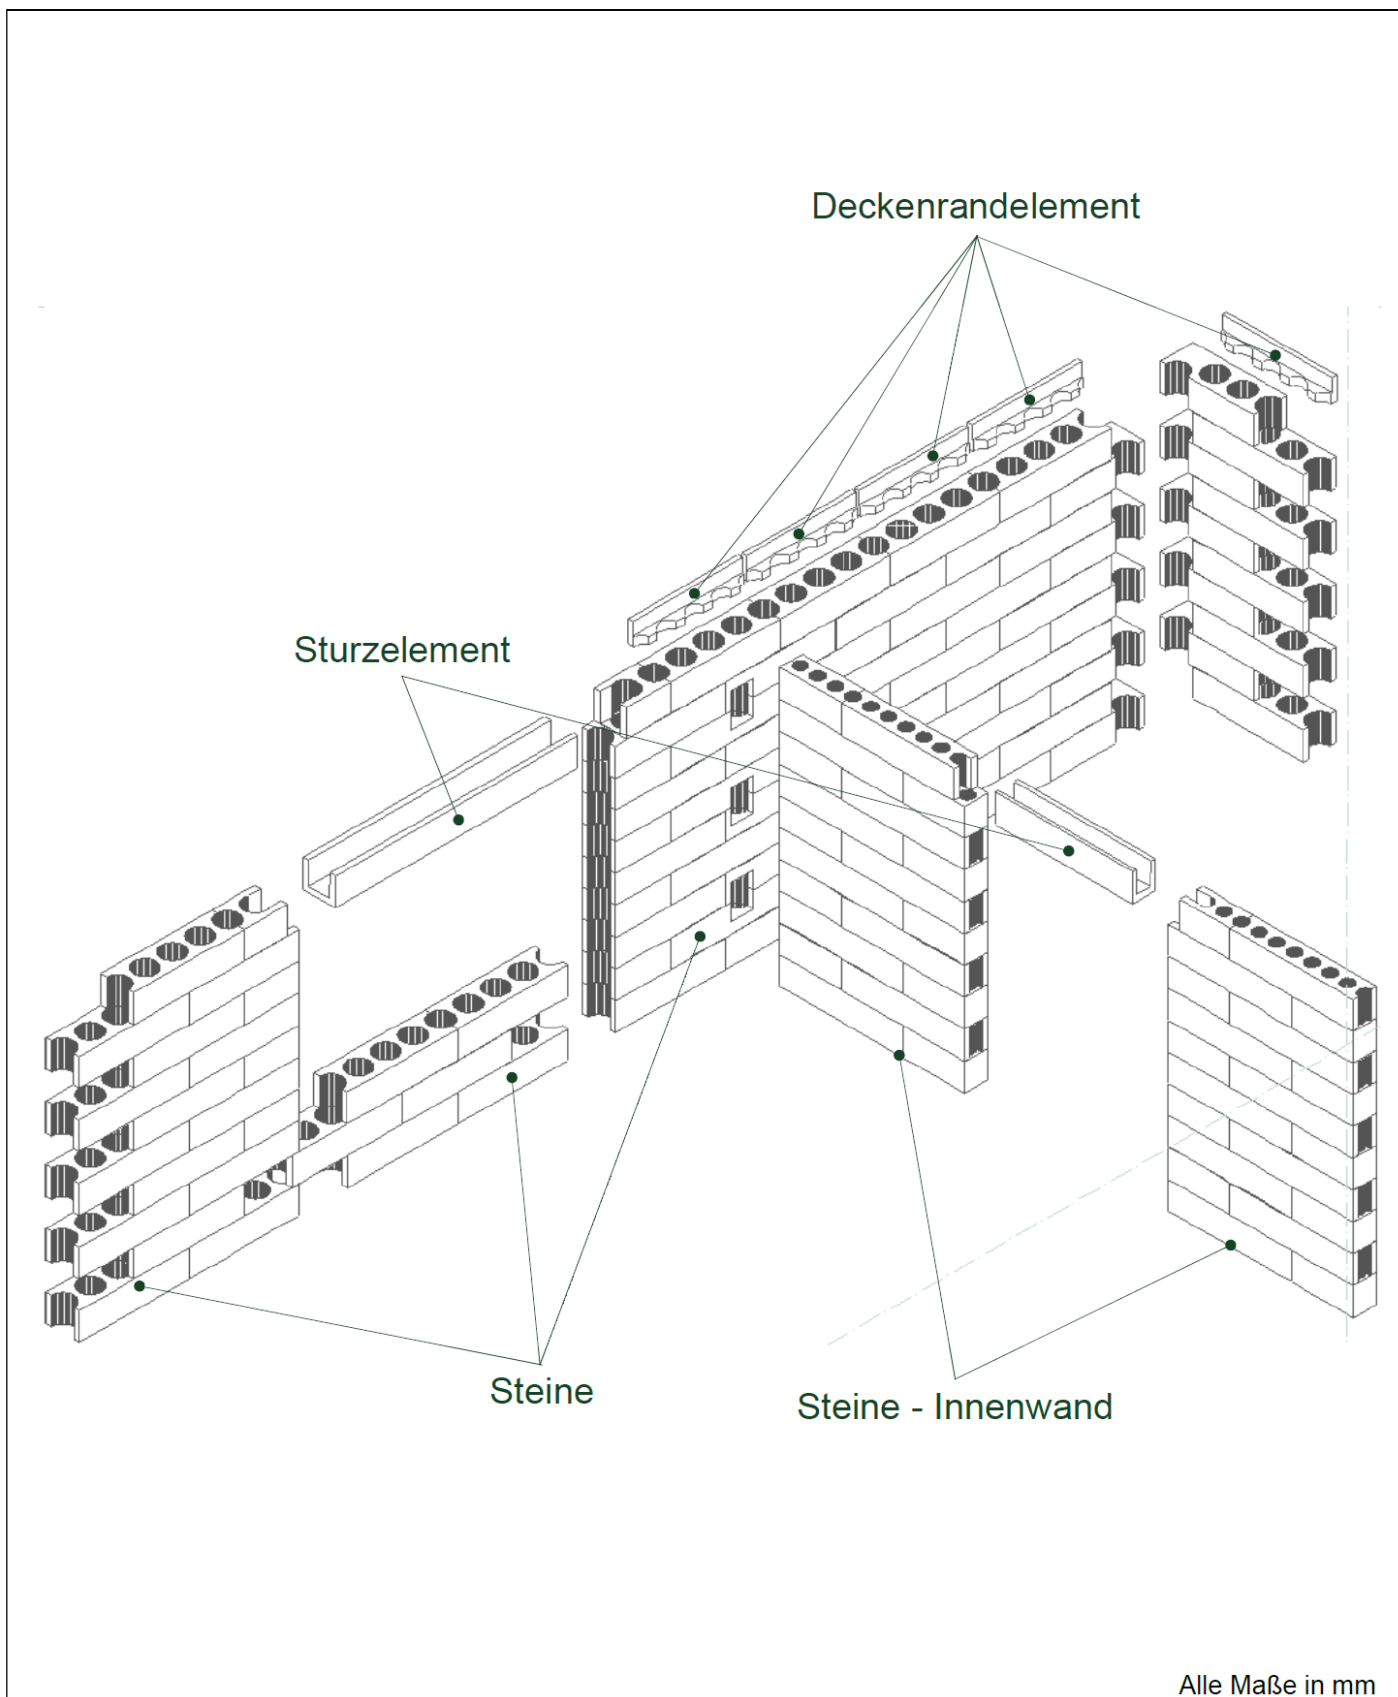 Deckenrandelement
Sturzelement
Steine
Steine - Innenwand
Alle Maße in mm